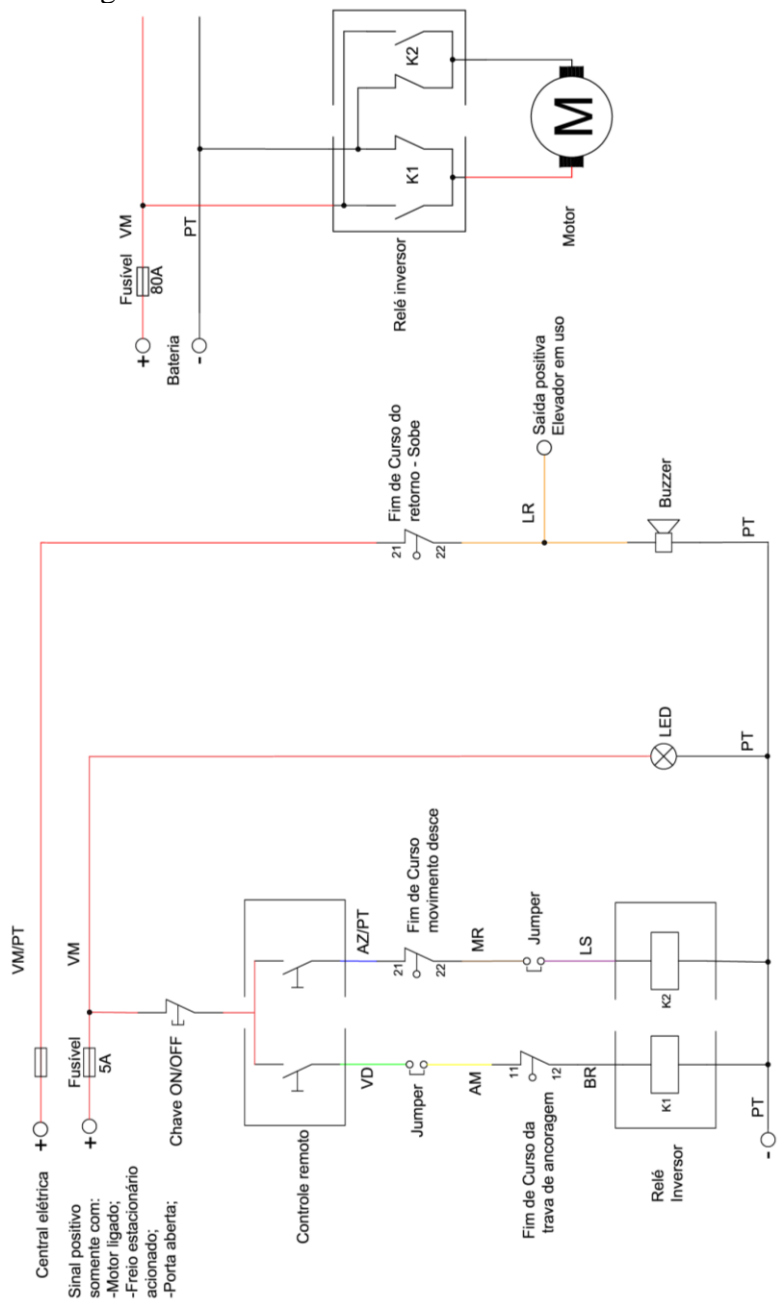 Central elétrica
+
VM/PT
Sinal positivo
somente com:
-Motor ligado;
-Freio estacionário
acionado;
-Porta aberta;
+
Fusível
5A
VM
Chave ON/OFF
Controle remoto
VD
AZ/PT
Jumper
AM
21
22
Fim de Curso
movimento desce
MR
Jumper
LS
11
12
Fim de Curso da
trava de ancoragem
BR
Relé
Inversor
K1
K2
PT
-
LED
PT
21
22
Fim de Curso do
retorno - Sobe
LR
Saída positiva
Elevador em uso
Buzzer
PT
+
Bateria
-
Fusível
80A
VM
PT
Relé inversor
K1
K2
Motor
M